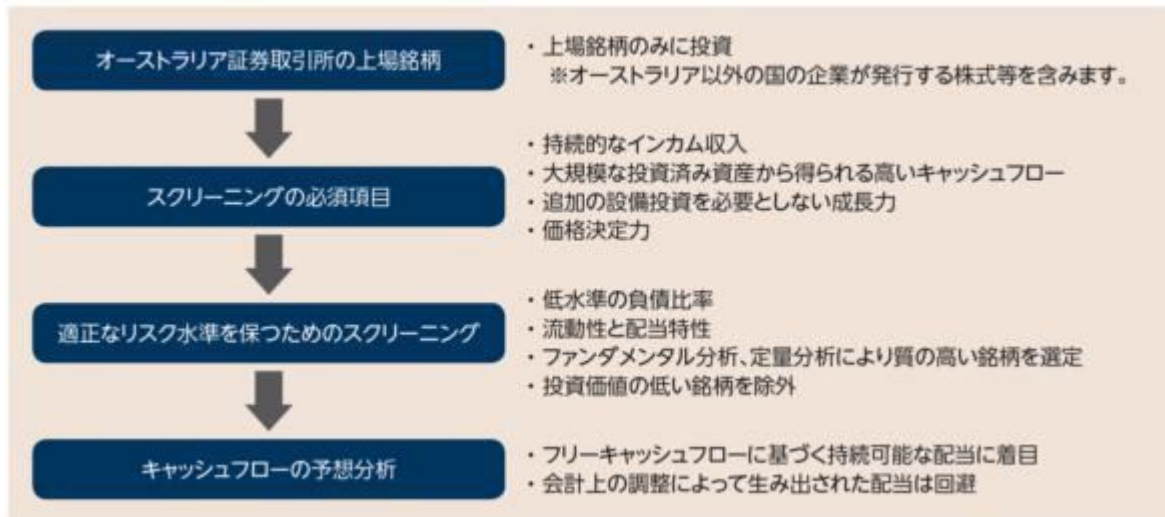 オーストラリア証券取引所の上場銘柄
・上場銘柄のみに投資
※オーストラリア以外の国の企業が発行する株式等を含みます。
スクリーニングの必須項目
・持続的なインカム収入
・大規模な投資済み資産から得られる高いキャッシュフロー
・追加の設備投資を必要としない成長力
・価格決定力
適正なリスク水準を保つためのスクリーニング
・低水準の負債比率
・流動性と配当特性
・ファンダメンタル分析、定量分析により質の高い銘柄を選定
・投資価値の低い銘柄を除外
キャッシュフローの予想分析
・フリーキャッシュフローに基づく持続可能な配当に着目
・会計上の調整によって生み出された配当は回避